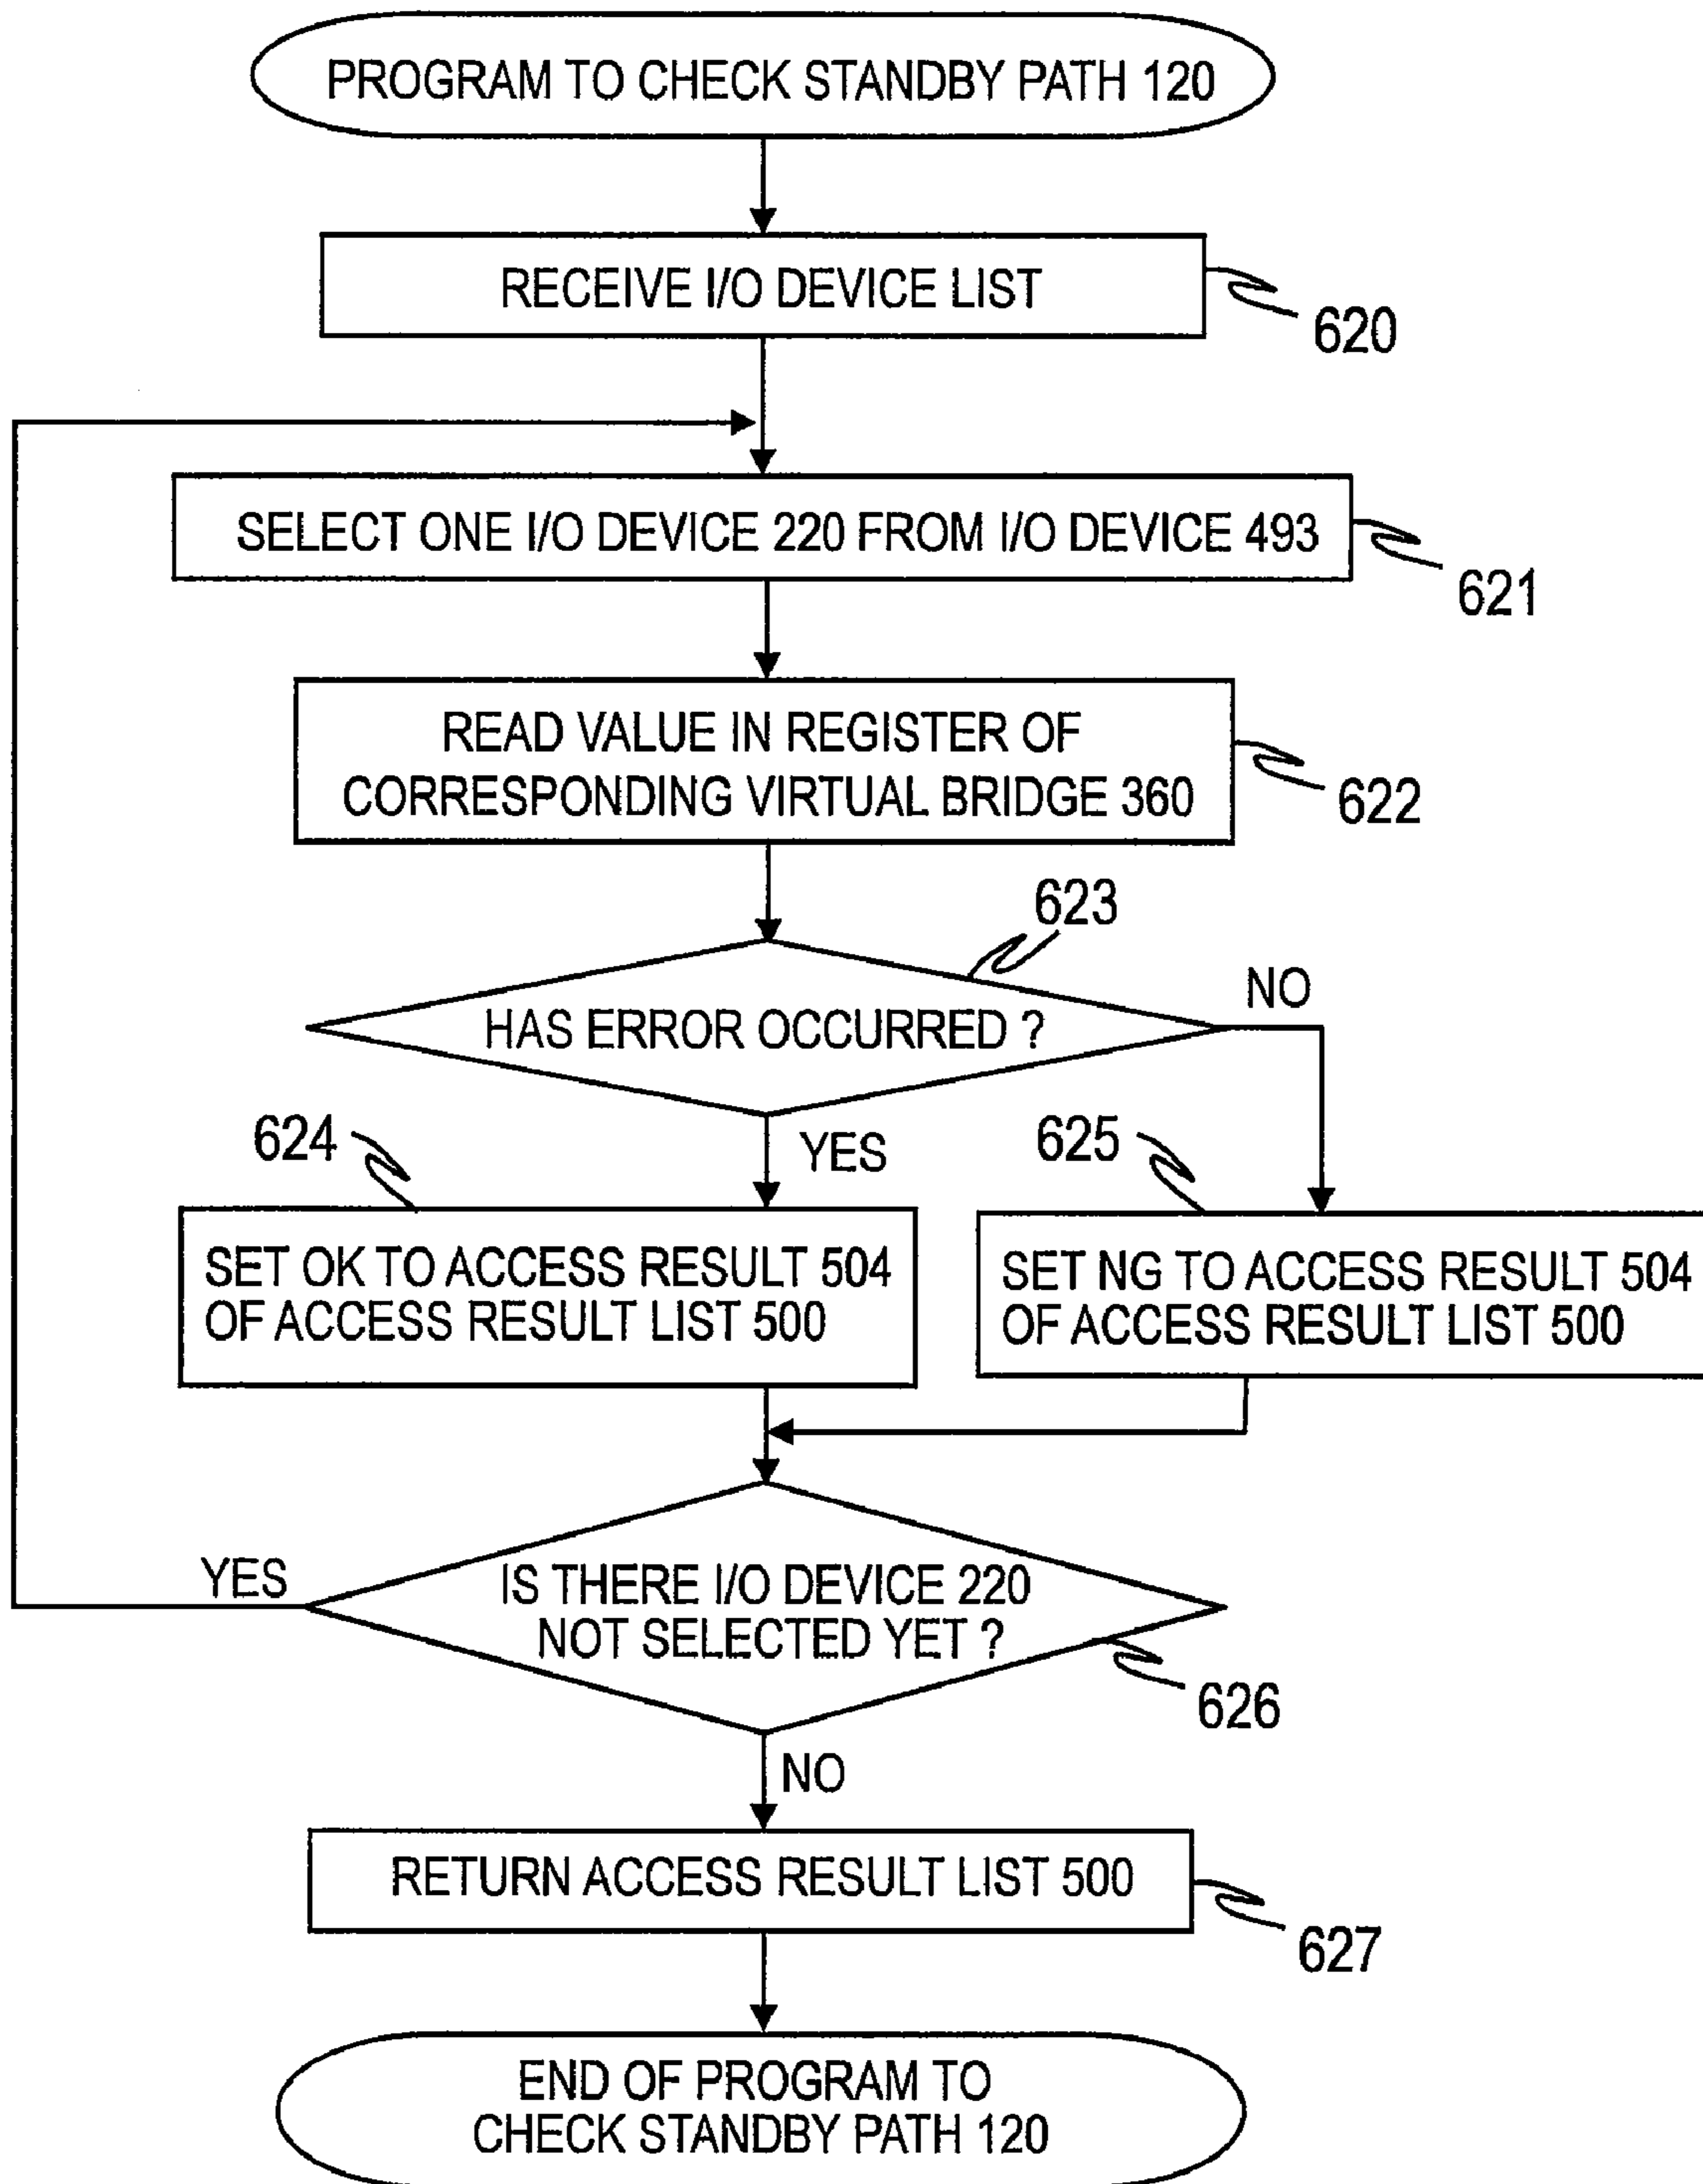 PROGRAM TO CHECK STANDBY PATH 120
RECEIVE I/O DEVICE LIST
620
SELECT ONE I/O DEVICE 220 FROM I/O DEVICE 493
621
READ VALUE IN REGISTER OF
CORRESPONDING VIRTUAL BRIDGE 360
622
623
HAS ERROR OCCURRED ?
NO
YES
624
SET OK TO ACCESS RESULT 504
OF ACCESS RESULT LIST 500
625
SET NG TO ACCESS RESULT 504
OF ACCESS RESULT LIST 500
YES
IS THERE I/O DEVICE 220
NOT SELECTED YET ?
626
NO
RETURN ACCESS RESULT LIST 500
627
END OF PROGRAM TO
CHECK STANDBY PATH 120